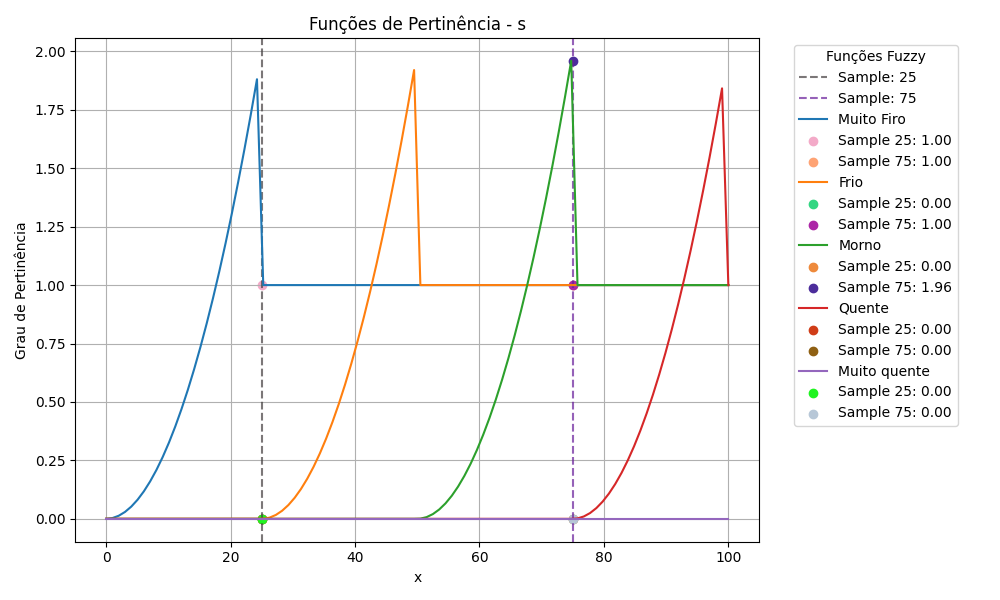 Funções de Pertinência - s
Grau de Pertinência
2.00
1.75
1.50
1.25
1.00
0.75
0.50
0.25
0.00
0
20
40
60
80
100
x
Funções Fuzzy
Sample: 25
Sample: 75
Muito Firo
Sample 25: 1.00
Sample 75: 1.00
Frio
Sample 25: 0.00
Sample 75: 1.00
Morno
Sample 25: 0.00
Sample 75: 1.96
Quente
Sample 25: 0.00
Sample 75: 0.00
Muito quente
Sample 25: 0.00
Sample 75: 0.00